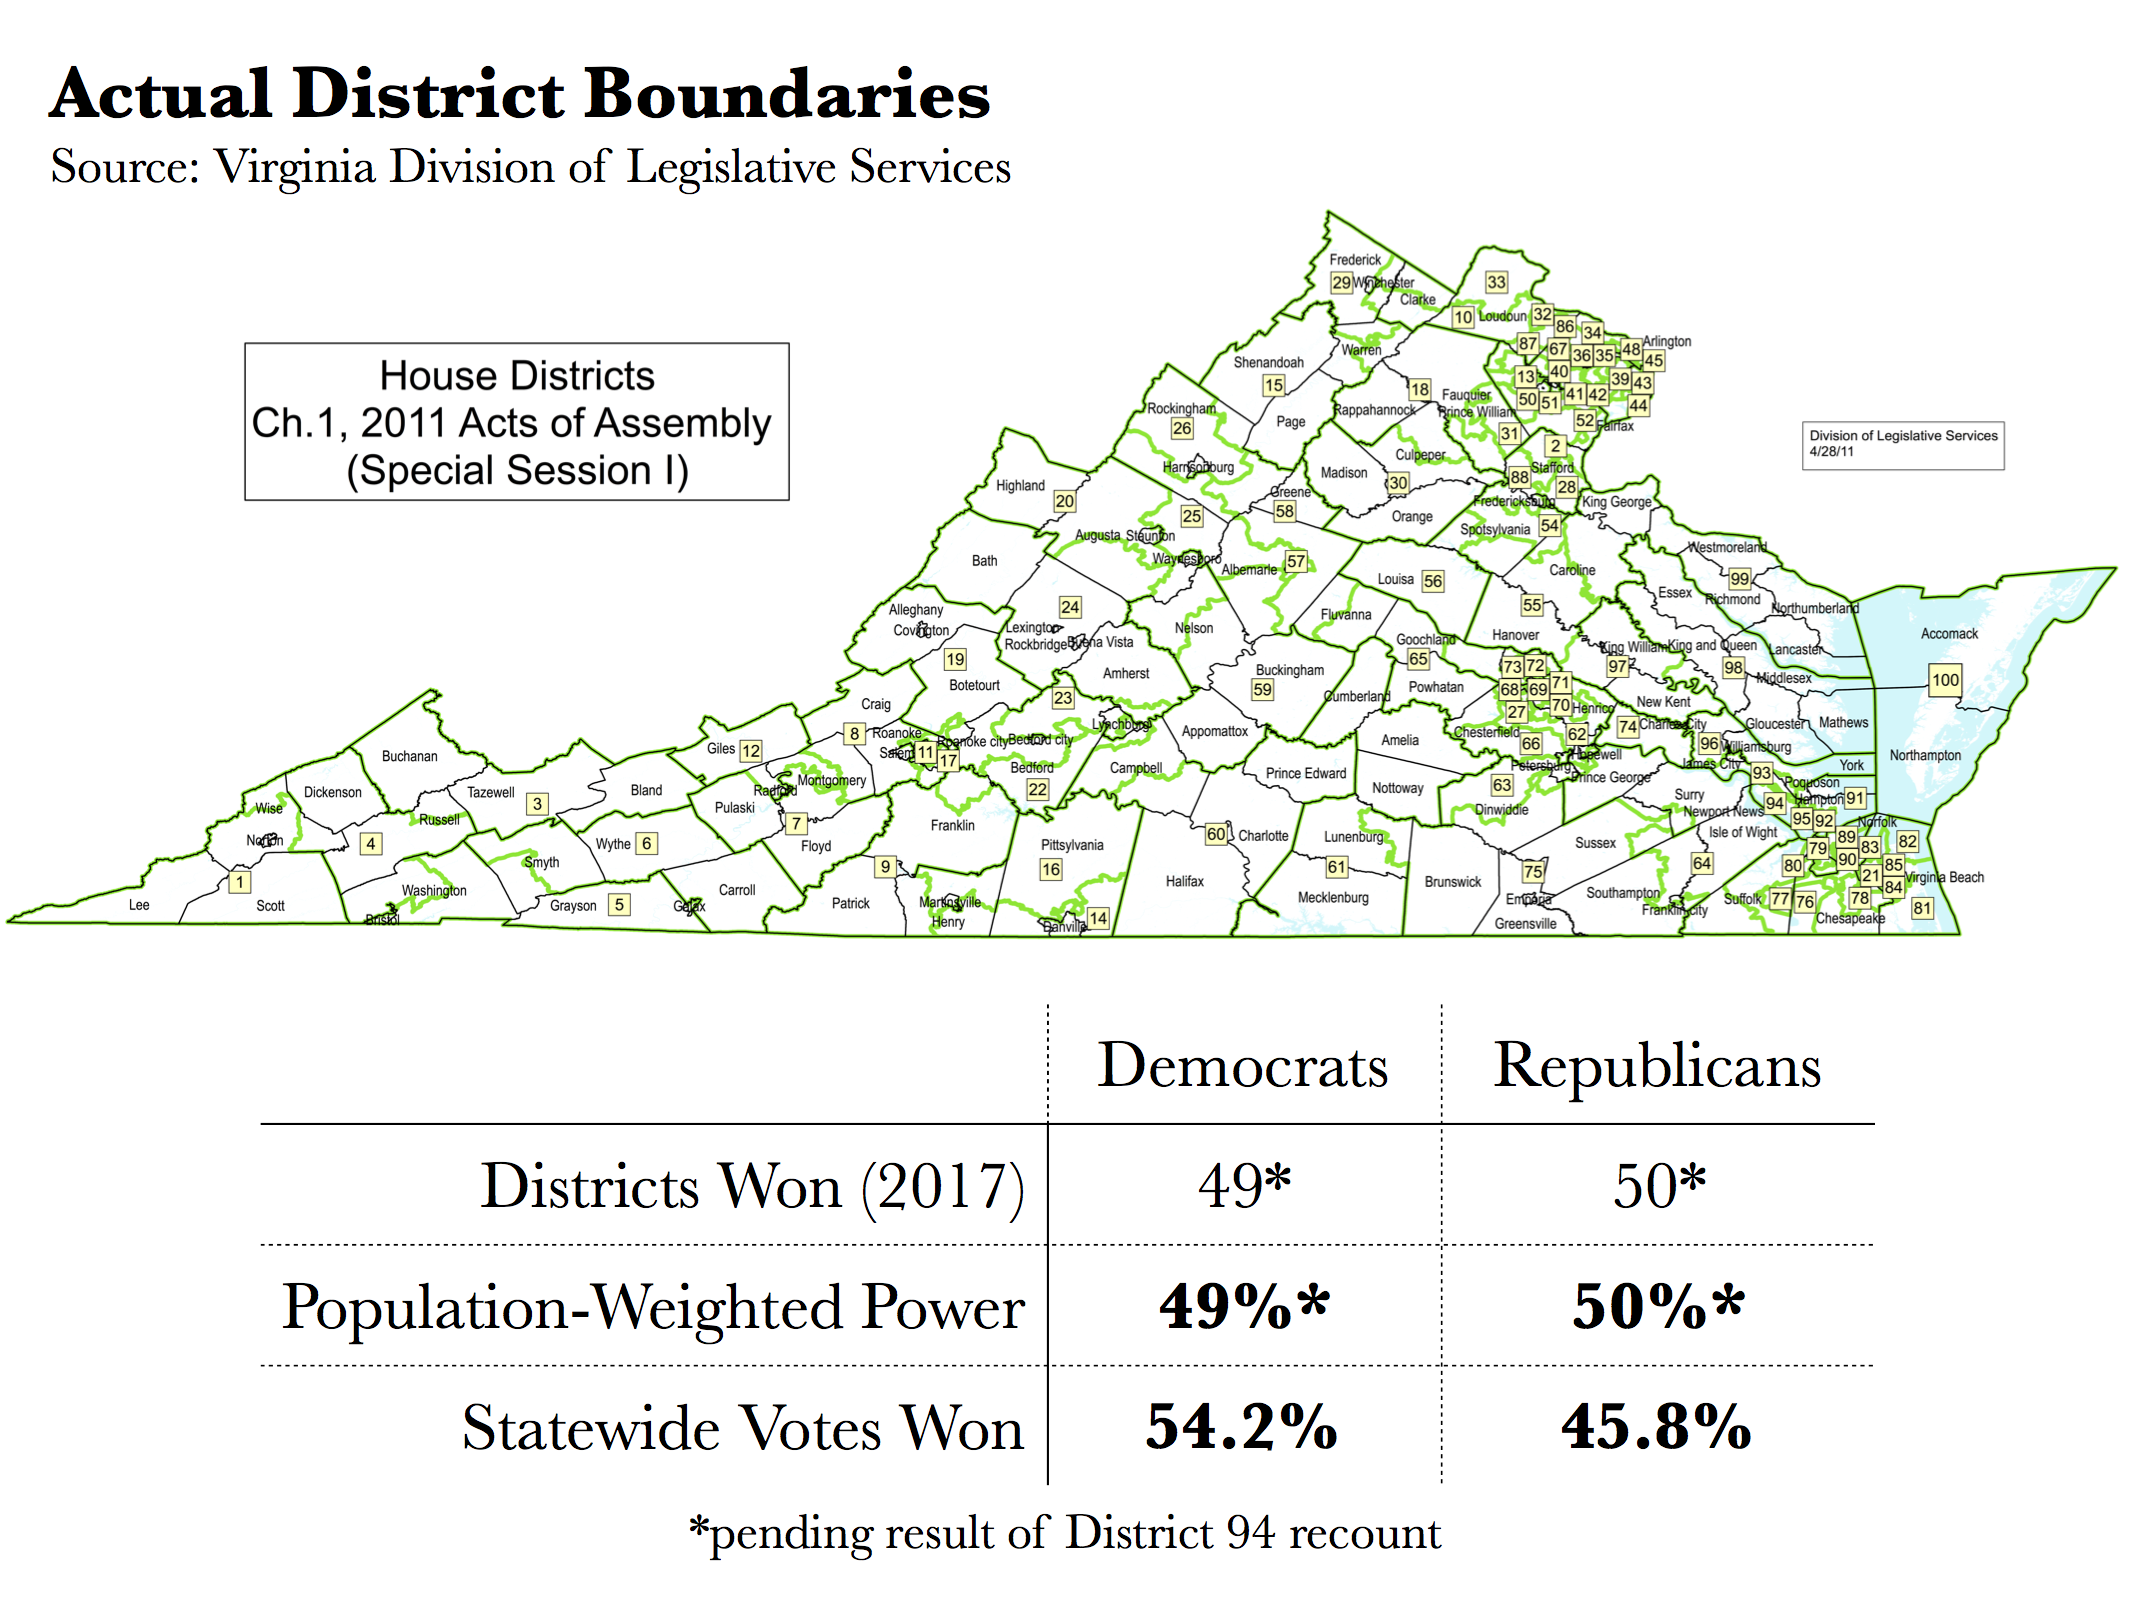 Actual District Boundaries
Source: Virginia Division of Legislative Services
House Districts
Ch.1, 2011 Acts of Assembly
(Special Session I)
Division of Legislative Services
4/28/11
Frederick
29 Winchester
Clarke
33
10 Loudoun 32
86
34
87
67 36 35 48 45
Arlington
13 40
39 43
50 51 41 42
44
52 Fairfax
Warren
Shenandoah
15
18
Fauquier
Prince William
Rappahannock
31
2
Rockingham
26
Page
Culpeper
Stafford
88
28
Harrisonburg
Madison
30
Highland
20
Greene
58
Fredericksburg
King George
25
Orange
Spotsylvania 54
Augusta Staunton
Waynesboro
Albemarle 57
Westmoreland
Bath
Louisa 56
Caroline
99
Essex
Richmond
Northumberland
Alleghany
Covington
24
55
Fluvanna
Lexington
Rockbridge Buena Vista
Nelson
Goochland
65
Hanover
King William King and Queen
Lancaster
Accomack
19
Botetourt
Amherst
Buckingham
59
73 72
97
98
Middlesex
100
23
Cumberland
Powhatan
68 69 71
70 Henrico
New Kent
Craig
27
74 Charles City
Gloucester Mathews
8 Roanoke
Lynchburg
Appomattox
Chesterfield
66
62
96 Williamsburg
Giles 12
Salem 11 Roanoke city Bedford city
17
Amelia
Hopewell
Northampton
Buchanan
Bedford
Campbell
Prince Edward
Petersburg
Prince George
James City
York
22
93
Poquoson
Montgomery
Radford
Nottoway
63
Dinwiddie
Surry
Newport News
94
Hampton 91
Dickenson
Tazewell 3
Bland
Pulaski
Wise
Russell
7
Floyd
Franklin
95 92
Norfolk
Norton
4
Wythe 6
Pittsylvania
16
60 Charlotte
Lunenburg
Sussex
Isle of Wight
89
79
83
82
Smyth
9
61
75
64
80
90
85
1
Washington
Halifax
Brunswick
21
84 Virginia Beach
Lee
Scott
Grayson 5
Galax
Carroll
Patrick
Martinsville
Henry
Mecklenburg
Emporia
Southampton
Suffolk 77 76
78
81
Bristol
Danville 14
Greensville
Franklin city
Chesapeake
Democrats Republicans
Districts Won (2017) 49* 50*
Population-Weighted Power 49%* 50%*
Statewide Votes Won 54.2% 45.8%
*pending result of District 94 recount